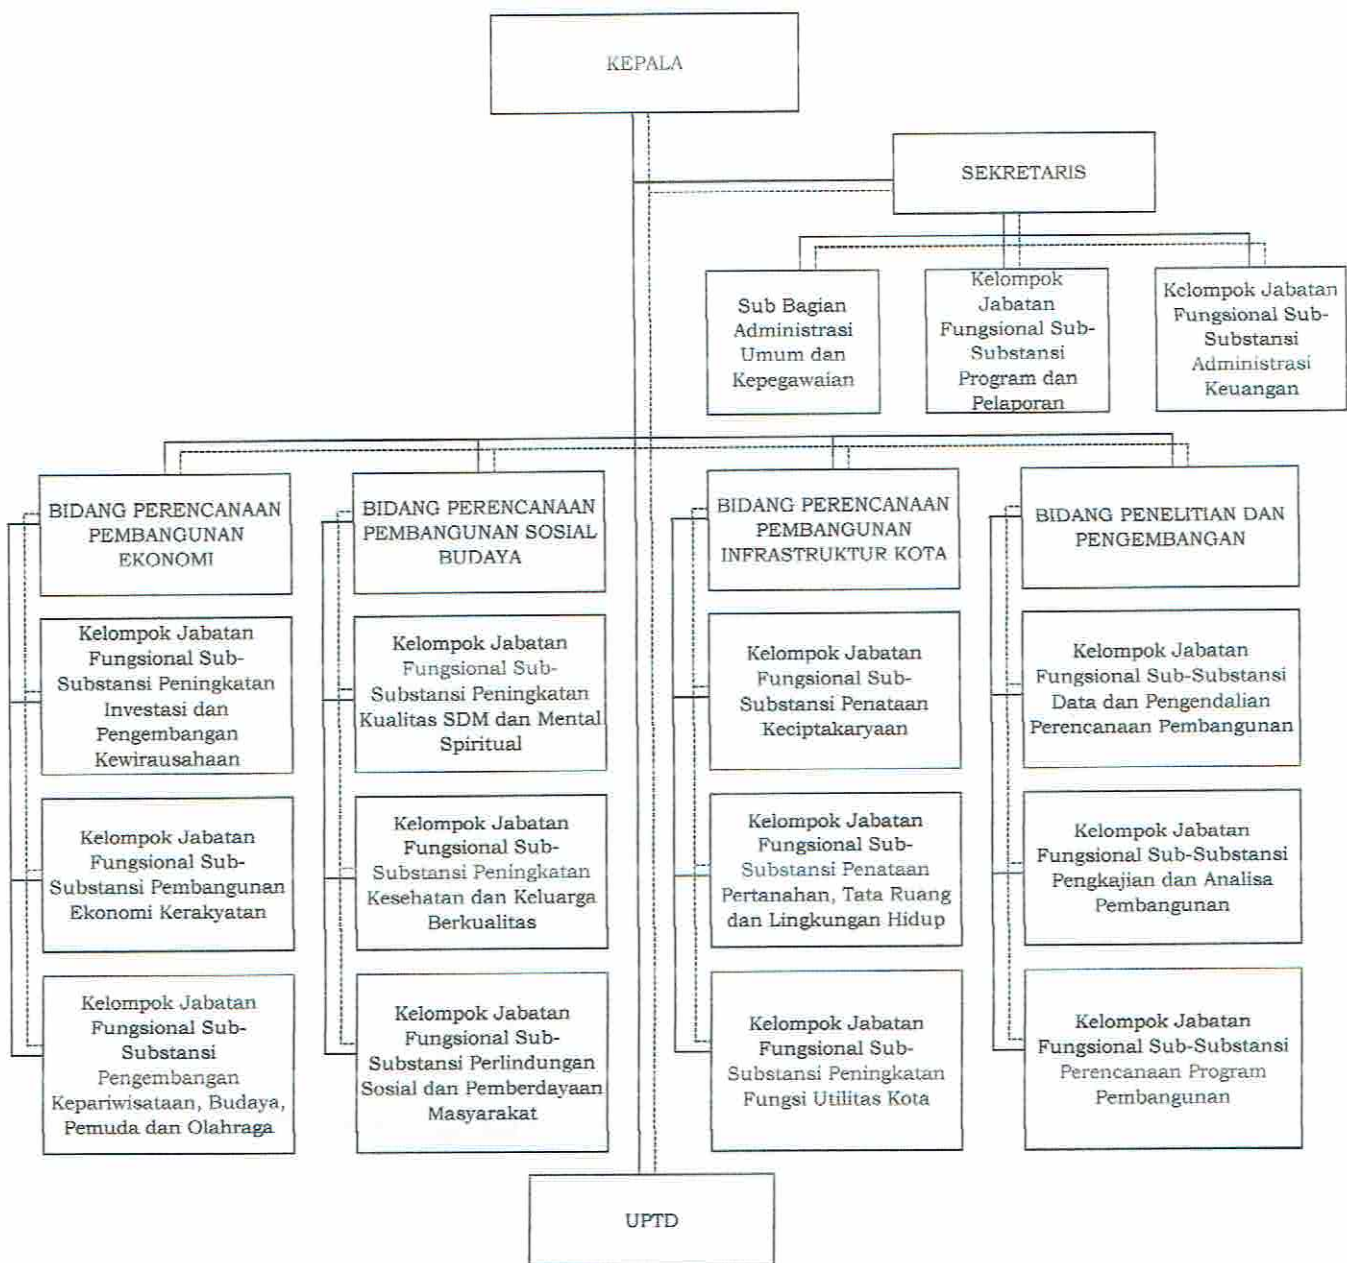 KEPALA
SEKRETARIS
Sub Bagian
Administrasi
Umum dan
Kepegawaian
Kelompok
Jabatan
Fungsional Sub-
Substansi
Program dan
Pelaporan
Kelompok Jabatan
Fungsional Sub-
Substansi
Administrasi
Keuangan
BIDANG PERENCANAAN
PEMBANGUNAN
EKONOMI
BIDANG PERENCANAAN
PEMBANGUNAN SOSIAL
BUDAYA
BIDANG PERENCANAAN
PEMBANGUNAN
INFRASTRUKTUR KOTA
BIDANG PENELITIAN DAN
PENGEMBANGAN
Kelompok Jabatan
Fungsional Sub-
Substansi Peningkatan
Investasi dan
Pengembangan
Kewirausahaan
Kelompok Jabatan
Fungsional Sub-
Substansi Peningkatan
Kualitas SDM dan Mental
Spiritual
Kelompok Jabatan
Fungsional Sub-
Substansi Penataan
Keciptakaryaan
Kelompok Jabatan
Fungsional Sub-Substansi
Data dan Pengendalian
Perencanaan Pembangunan
Kelompok Jabatan
Fungsional Sub-
Substansi Pembangunan
Ekonomi Kerakyatan
Kelompok Jabatan
Fungsional Sub-
Substansi Peningkatan
Kesehatan dan Keluarga
Berkualitas
Kelompok Jabatan
Fungsional Sub-
Substansi Penataan
Pertanahan, Tata Ruang
dan Lingkungan Hidup
Kelompok Jabatan
Fungsional Sub-Substansi
Pengkajian dan Analisa
Pembangunan
Kelompok Jabatan
Fungsional Sub-
Substansi
Pengembangan
Kepariwisataan, Budaya,
Pemuda dan Olahraga
Kelompok Jabatan
Fungsional Sub-
Substansi Perlindungan
Sosial dan Pemberdayaan
Masyarakat
Kelompok Jabatan
Fungsional Sub-
Substansi Peningkatan
Fungsi Utilitas Kota
Kelompok Jabatan
Fungsional Sub-Substansi
Perencanaan Program
Pembangunan
UPTD